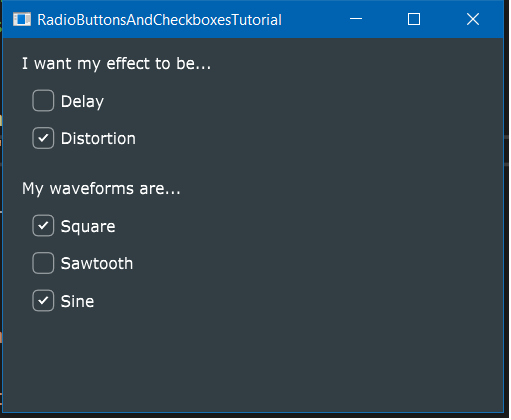 RadioButtonsAndCheckboxesTutorial
I want my effect to be...
Delay
Distortion
My waveforms are...
Square
Sawtooth
Sine